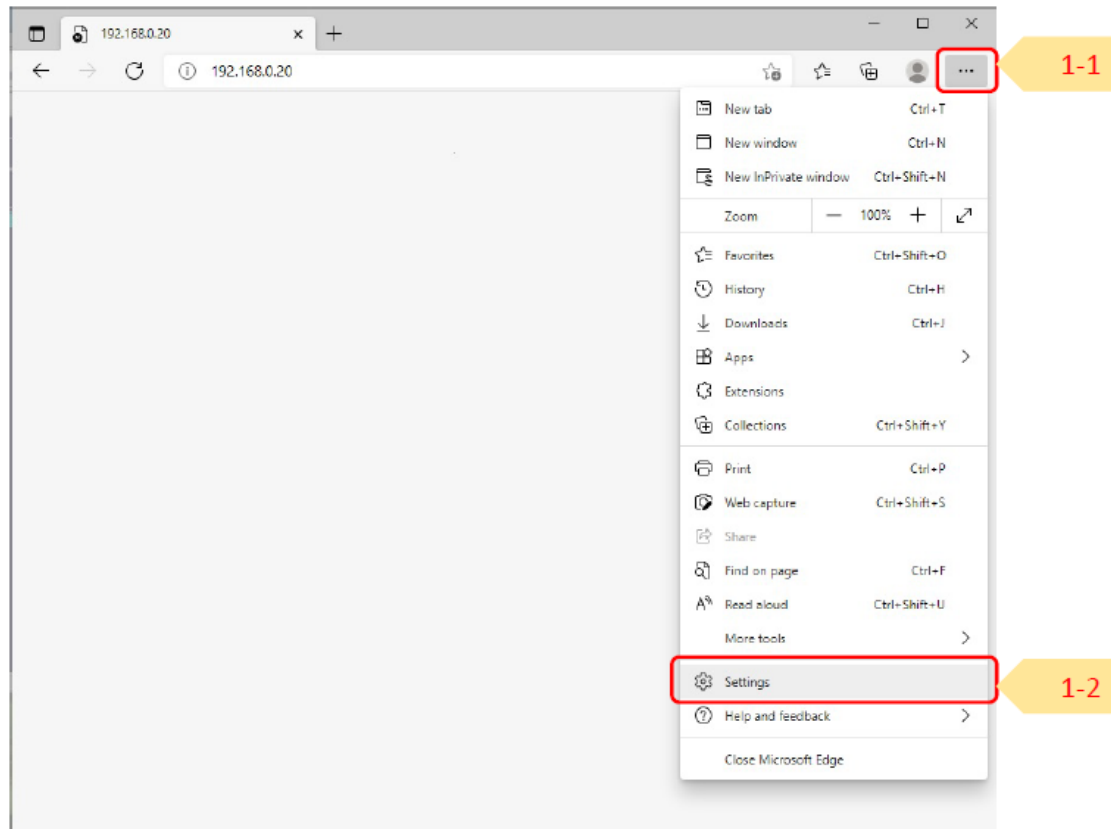 192.168.0.20
192.168.0.20
1-1
New tab Ctrl+T
New window Ctrl+N
New InPrivate window Ctrl+Shift+N
Zoom 100%
Favorites Ctrl+Shift+O
History Ctrl+H
Downloads Ctrl+J
Apps
Extensions
Collections Ctrl+Shift+Y
Print Ctrl+P
Web capture Ctrl+Shift+S
Share
Find on page Ctrl+F
Read aloud Ctrl+Shift+U
More tools
Settings
1-2
Help and feedback
Close Microsoft Edge